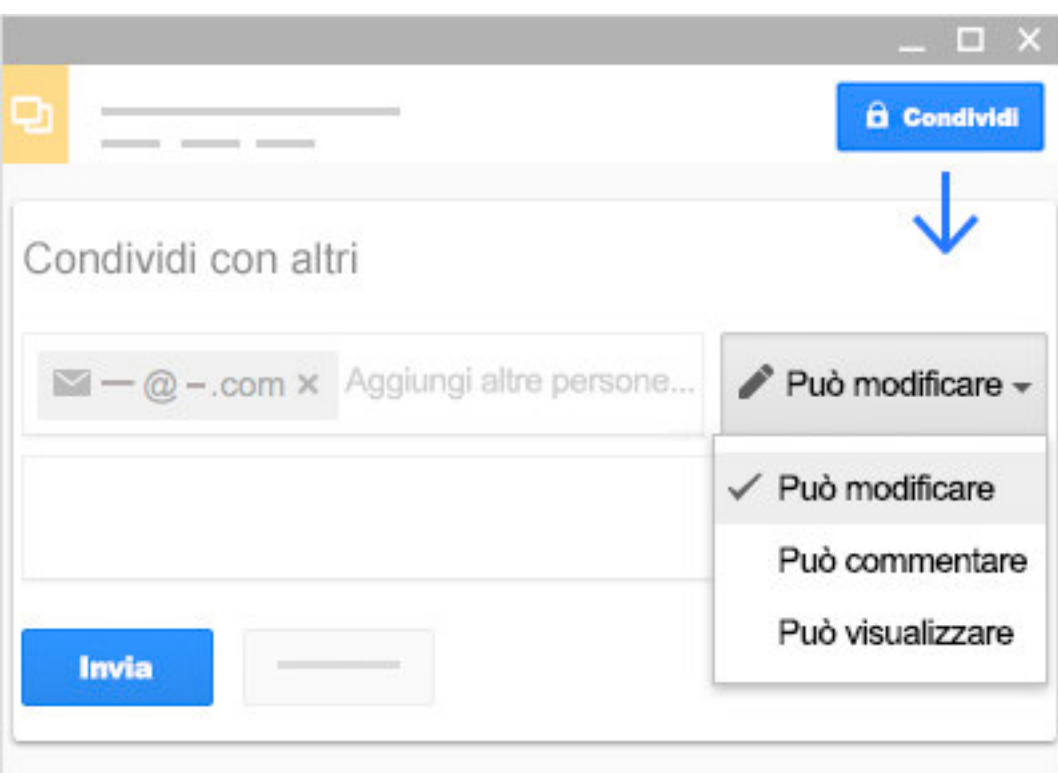 Condividi
Condividi con altri
@ - .com × Aggiungi altre persone...
Può modificare
Può modificare
Può commentare
Può visualizzare
Invia